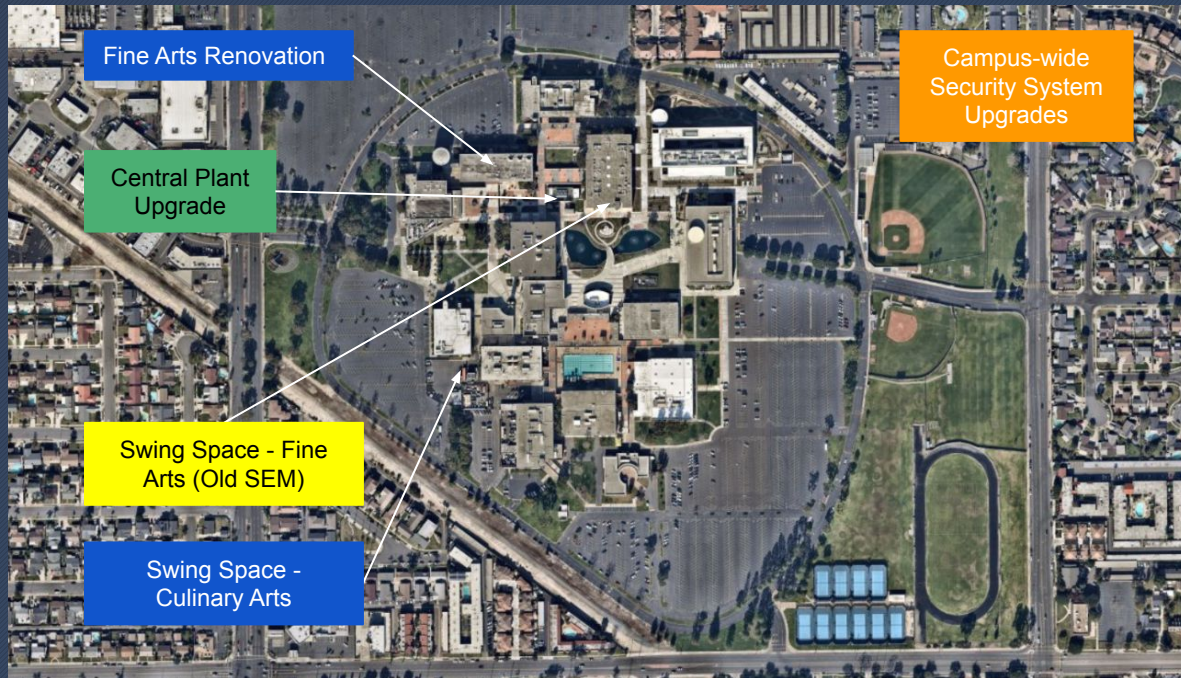 Fine Arts Renovation
Campus-wide
Security System
Upgrades
Central Plant
Upgrade
Swing Space - Fine
Arts (Old SEM)
Swing Space -
Culinary Arts